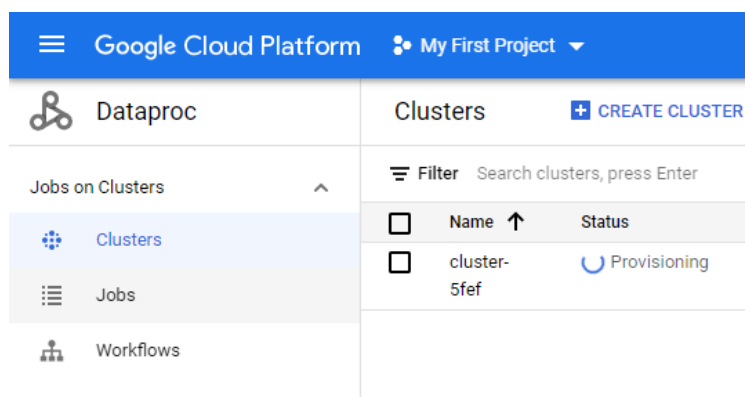 Google Cloud Platform My First Project
Dataproc
Clusters CREATE CLUSTER
Jobs on Clusters
Filter Search clusters, press Enter
Name Status
Clusters
cluster- Provisioning
5fef
Jobs
Workflows